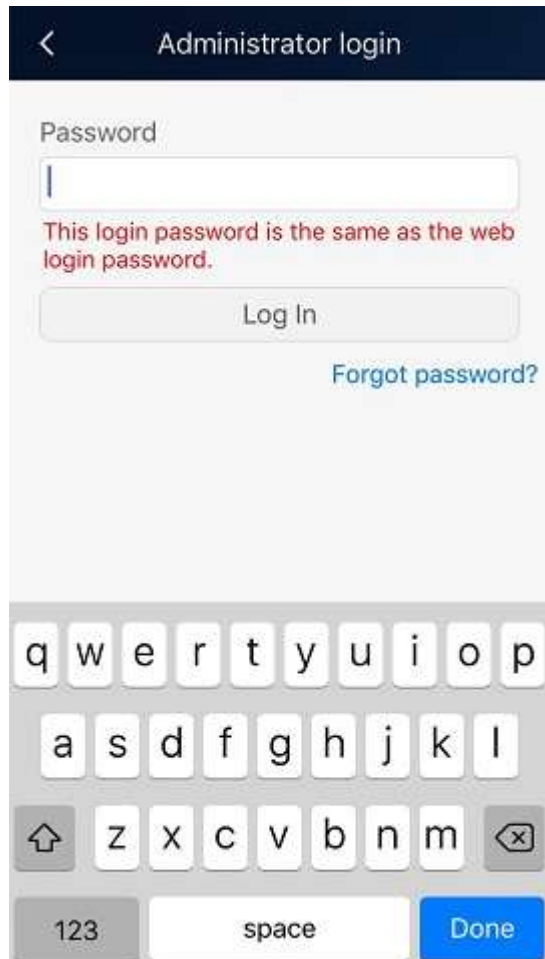 Administrator login
Password
This login password is the same as the web
login password.
Log In
Forgot password?
q w e r t y u i o p
a s d f g h j k l
z x c v b n m
123 space Done